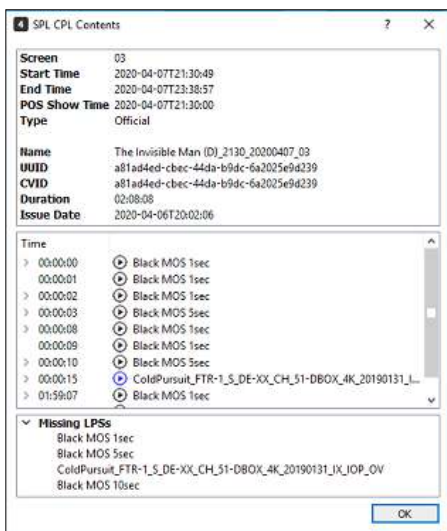 4 SPL CPL Contents ? ×
Screen 03
Start Time 2020-04-07T21:30:49
End Time 2020-04-07T23:38:57
POS Show Time 2020-04-07T21:30:00
Type Official
Name The Invisible Man (D)_2130_20200407_03
UUID a81ad4ed-cbec-44da-b9dc-6a2025e9d239
CVID a81ad4ed-cbec-44da-b9dc-6a2025e9d239
Duration 02:08:08
Issue Date 2020-04-06T20:02:06
Time
00:00:00 Black MOS 1sec
00:00:01 Black MOS 1sec
00:00:02 Black MOS 1sec
00:00:03 Black MOS 5sec
00:00:08 Black MOS 1sec
00:00:09 Black MOS 1sec
00:00:10 Black MOS 5sec
00:00:15 ColdPursuit_FTR-1_S_DE-XX_CH_51-DBOX_4K_20190131_I...
01:59:07 Black MOS 1sec
Missing LPSs
Black MOS 1sec
Black MOS 5sec
ColdPursuit_FTR-1_S_DE-XX_CH_51-DBOX_4K_20190131_IX_IOP_OV
Black MOS 10sec
OK